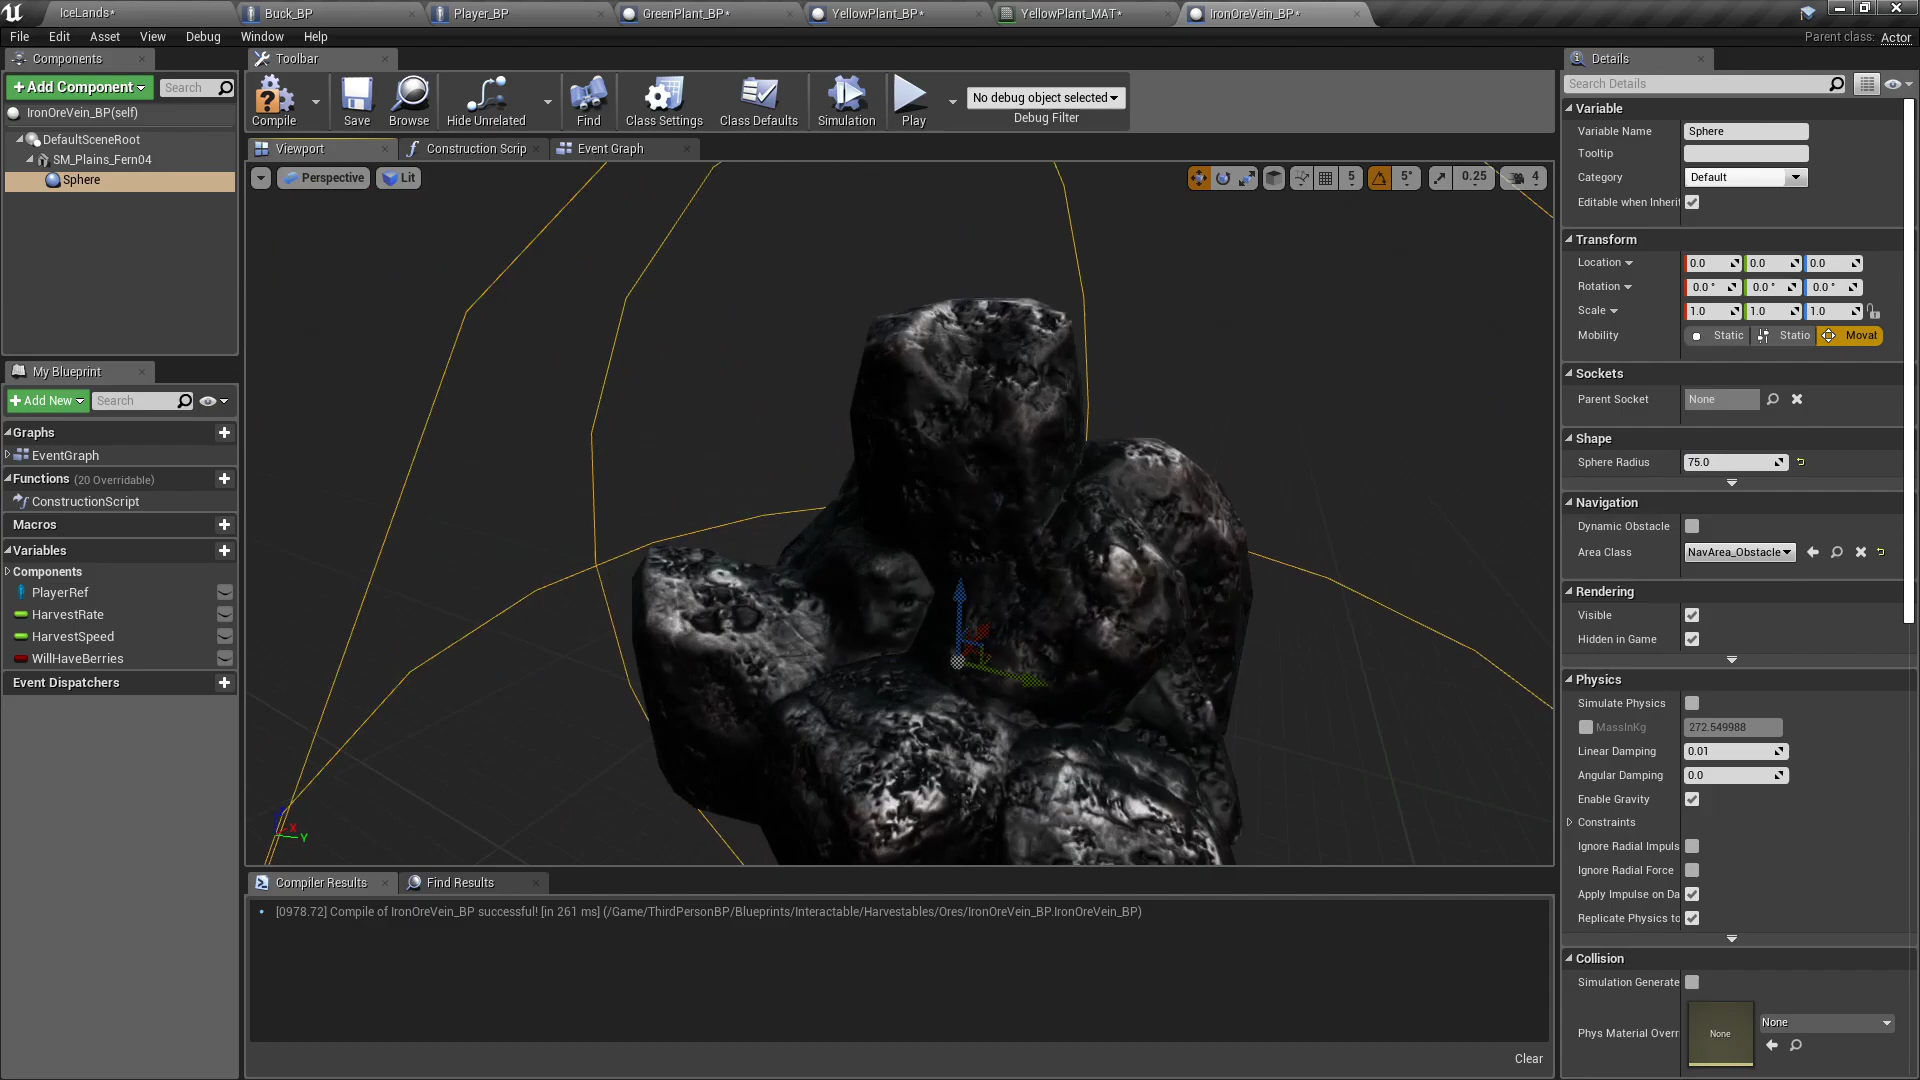 IceLands*
Buck_BP
Player_BP
GreenPlant_BP*
YellowPlant_BP*
YellowPlant_MAT*
IronOreVein_BP*
File Edit Asset View Debug Window Help
Parent class: Actor
Components
+ Add Component
Search
IronOreVein_BP(self)
DefaultSceneRoot
SM_Plains_Fern04
Sphere
My Blueprint
+ Add New
Search
Graphs
EventGraph
Functions (20 Overridable)
ConstructionScript
Macros
Variables
Components
PlayerRef
HarvestRate
HarvestSpeed
WillHaveBerries
Event Dispatchers
Toolbar
Compile
Save
Browse
Hide Unrelated
Find
Class Settings
Class Defaults
Simulation
Play
No debug object selected
Debug Filter
Viewport
Construction Scrip
Event Graph
Perspective
Lit
5
5°
0.25
4
X
Y
Compiler Results
Find Results
[0978.72] Compile of IronOreVein_BP successful! [in 261 ms] (/Game/ThirdPersonBP/Blueprints/Interactable/Harvestables/Ores/IronOreVein_BP.IronOreVein_BP)
Clear
Details
Search Details
Variable
Variable Name Sphere
Tooltip
Category Default
Editable when Inherit
Transform
Location 0.0 0.0 0.0
Rotation 0.0 ° 0.0 ° 0.0 °
Scale 1.0 1.0 1.0
Mobility Static Statio Movat
Sockets
Parent Socket None
Shape
Sphere Radius 75.0
Navigation
Dynamic Obstacle
Area Class NavArea_Obstacle
Rendering
Visible
Hidden in Game
Physics
Simulate Physics
MassInKg 272.549988
Linear Damping 0.01
Angular Damping 0.0
Enable Gravity
Constraints
Ignore Radial Impuls
Ignore Radial Force
Apply Impulse on Da
Replicate Physics to
Collision
Simulation Generate
Phys Material Overr None None